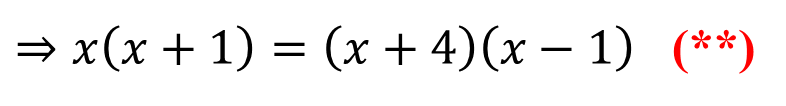 ⇒ x(x + 1) = (x + 4)(x − 1) (**)